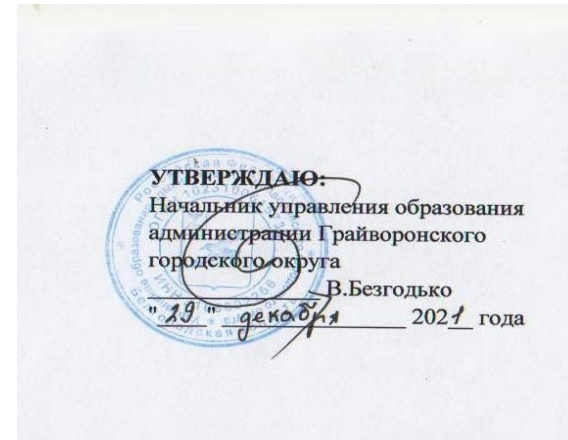 УТВЕРЖДАЮ:
Начальник управления образования
администрации Грайворонского
городского округа
В.Безгодько
"29" декабря 2021 года